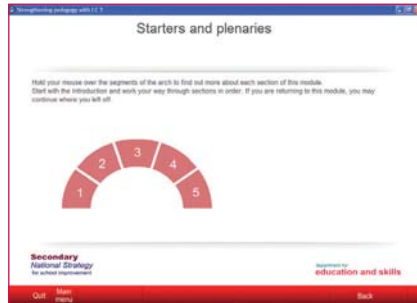 Strengthening pedagogy with ICT
Starters and plenaries
Hold your mouse over the segments of the arch to find out more about each section of this module.
Start with the Introduction and work your way through sections in order. If you are returning to this module, you may
continue where you left off!
1
2
3
4
5
Secondary
National Strategy
for school improvement
department for
education and skills
Quit
Main
menu
Back